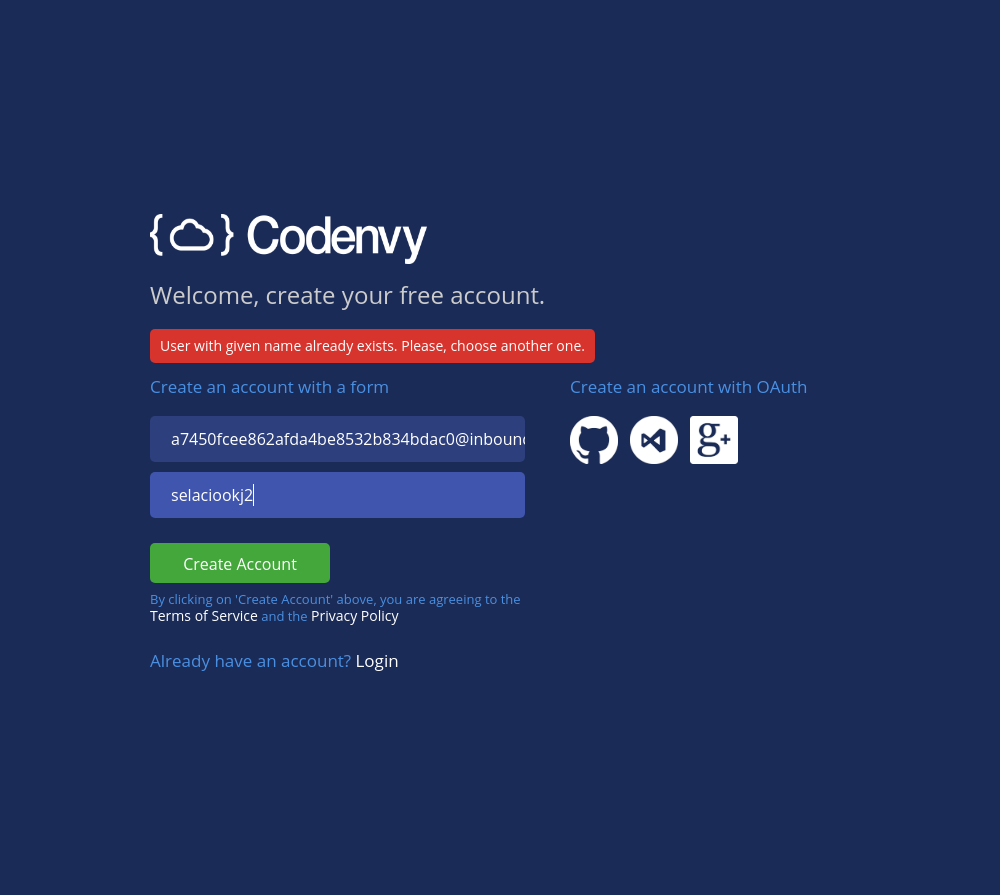 { } Codenvy
Welcome, create your free account.
User with given name already exists. Please, choose another one.
Create an account with a form
Create an account with OAuth
a7450fcee862afda4be8532b834bdac0@inbound
g+
selaciookj2
Create Account
By clicking on 'Create Account' above, you are agreeing to the
Terms of Service and the Privacy Policy
Already have an account? Login